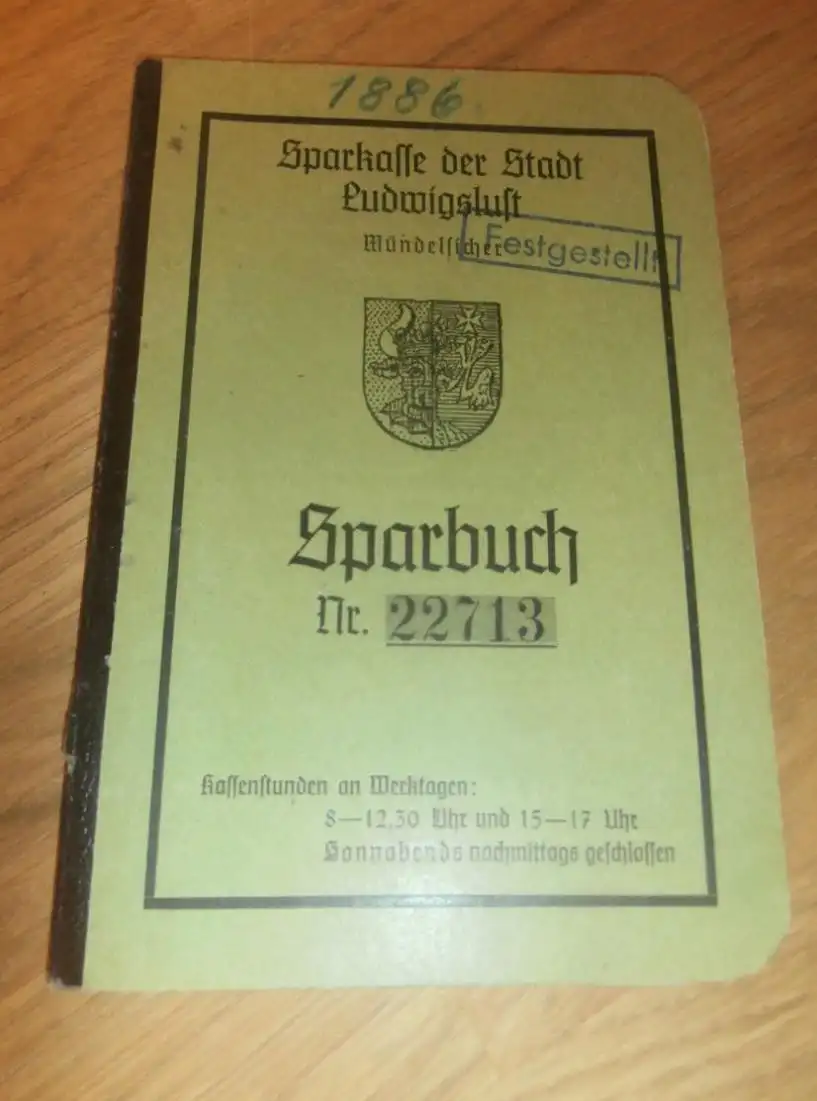 1886
Sparkasse der Stadt
Ludwigslust
Mündelsicher
Festgestellt
Sparbuch
Nr. 22713
Kassenstunden an Werktagen:
8—12.30 Uhr und 15—17 Uhr
Sonnabends nachmittags geschlossen